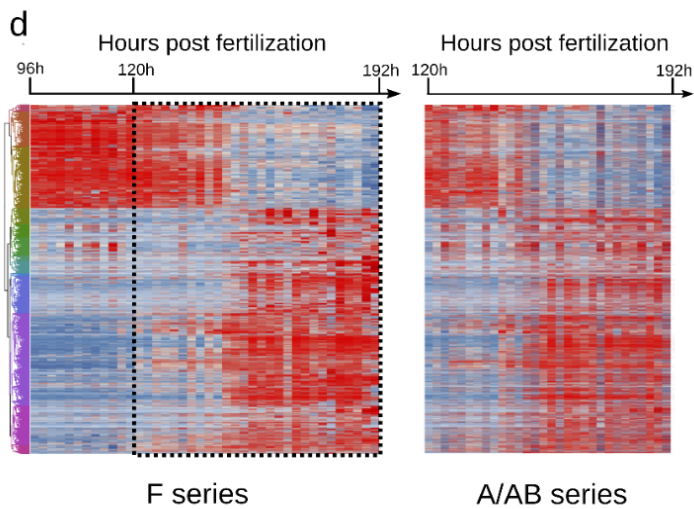 d
Hours post fertilization
Hours post fertilization
96h
120h
192h
120h
192h
F series
A/AB series